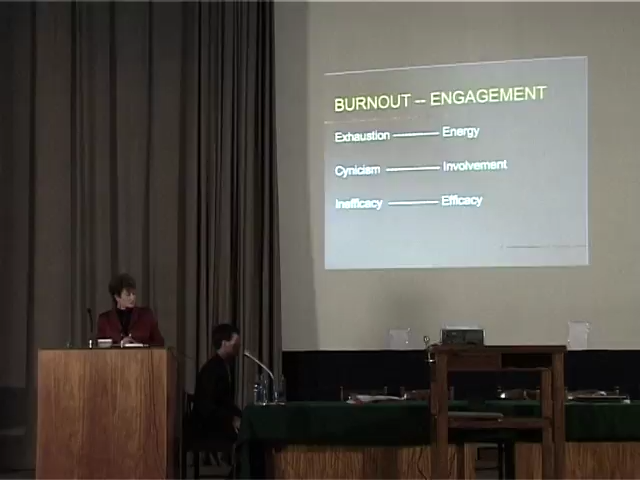 BURNOUT -- ENGAGEMENT
Exhaustion ———— Energy
Cynicism ———— Involvement
Inefficacy ———— Efficacy